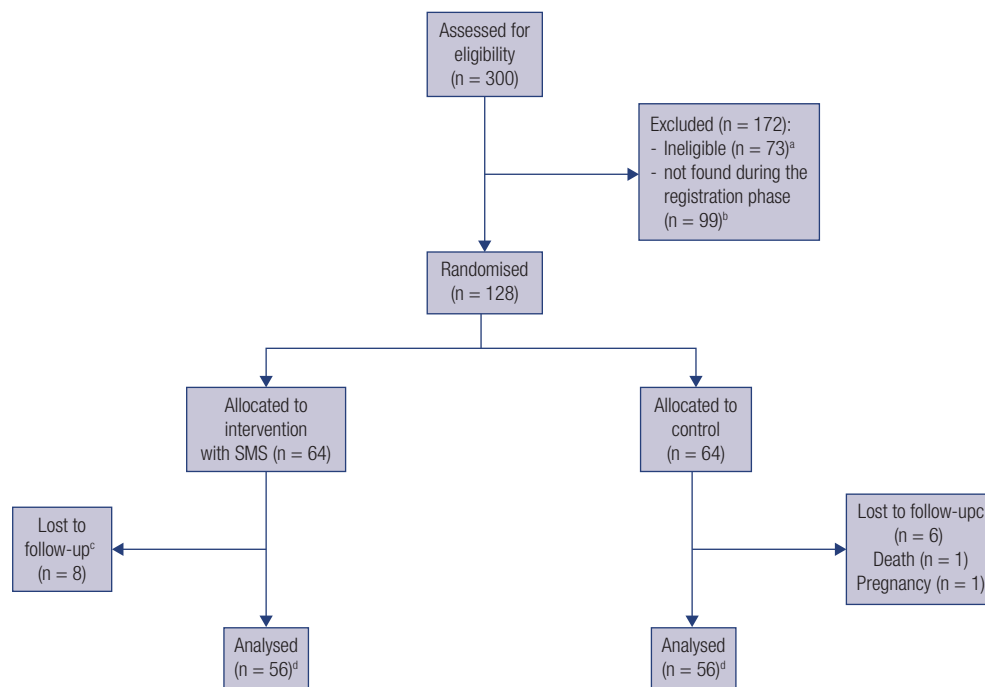 Assessed for
eligibility
(n = 300)
Excluded (n = 172):
- Ineligible (n = 73)ᵃ
- not found during the
registration phase
(n = 99)ᵇ
Randomised
(n = 128)
Allocated to
intervention
with SMS (n = 64)
Allocated to
control
(n = 64)
Lost to
follow-upᶜ
(n = 8)
Lost to follow-upc
(n = 6)
Death (n = 1)
Pregnancy (n = 1)
Analysed
(n = 56)ᵈ
Analysed
(n = 56)ᵈ